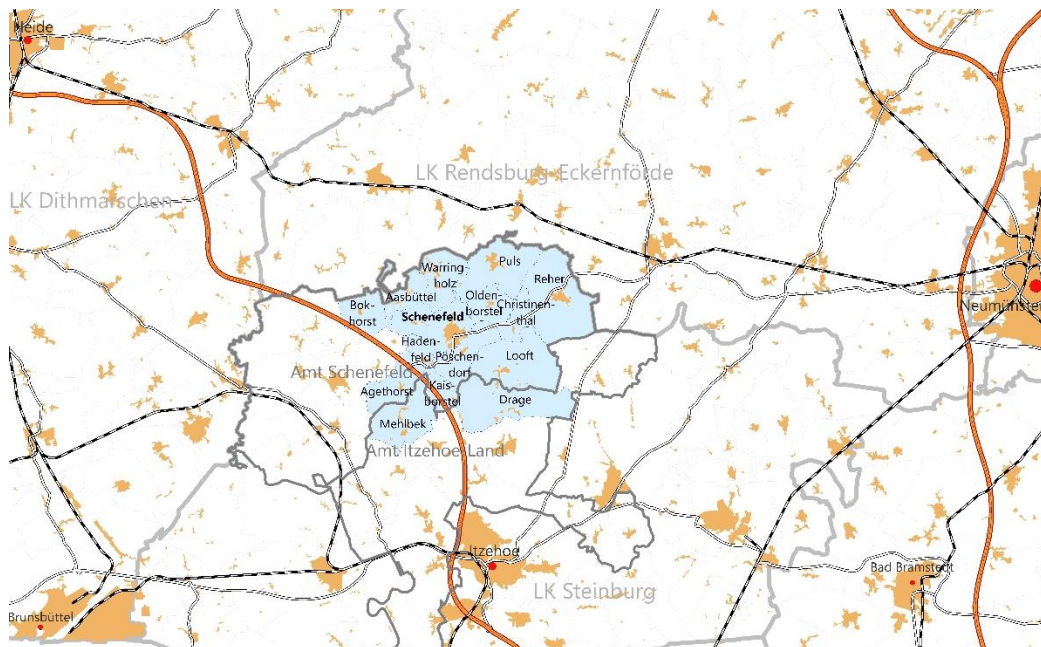 Heide
LK Rendsburg-Eckernförde
LK Dithmarschen
Puls
Warring-
holz
Reher
Aasbüttel
Olden-
borstel
Christinen-
thal
Bok-
horst
Schenefeld
Neumünster
Haden-
feld
Pöschen-
dorf
Looft
Amt Schenefeld
Agethorst
Kais-
borstel
Drage
Mehlbek
Amt Itzehoe-Land
Itzehoe
Bad Bramstedt
LK Steinburg
Brunsbüttel